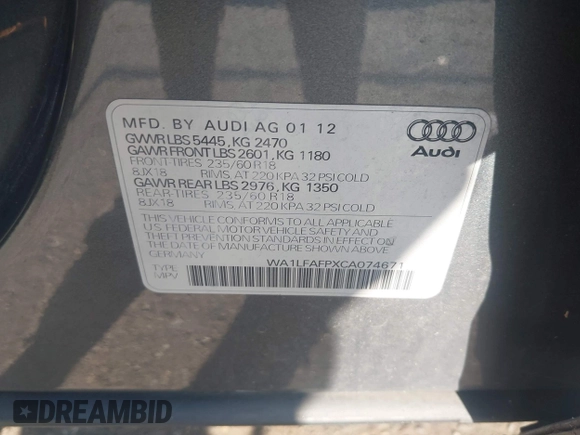 MFD. BY AUDI AG 01 12
GVWR LBS 5445, KG 2470
GAWR FRONT LBS 2601, KG 1180
FRONT-TIRES: 235/60 R18
8JX18 RIMS, AT 220 KPA 32 PSI COLD
GAWR REAR LBS 2976, KG 1350
REAR-TIRES: 235/60 R18
8JX18 RIMS, AT 220 KPA 32 PSI COLD
THIS VEHICLE CONFORMS TO ALL APPLICABLE
U.S. FEDERAL MOTOR VEHICLE SAFETY AND
THEFT PREVENTION STANDARDS IN EFFECT ON
THE DATE OF MANUFACTURE SHOWN ABOVE
GERMANY
WA1LFAFPXCA074671
TYPE:
MPV
Audi
DREAMBID